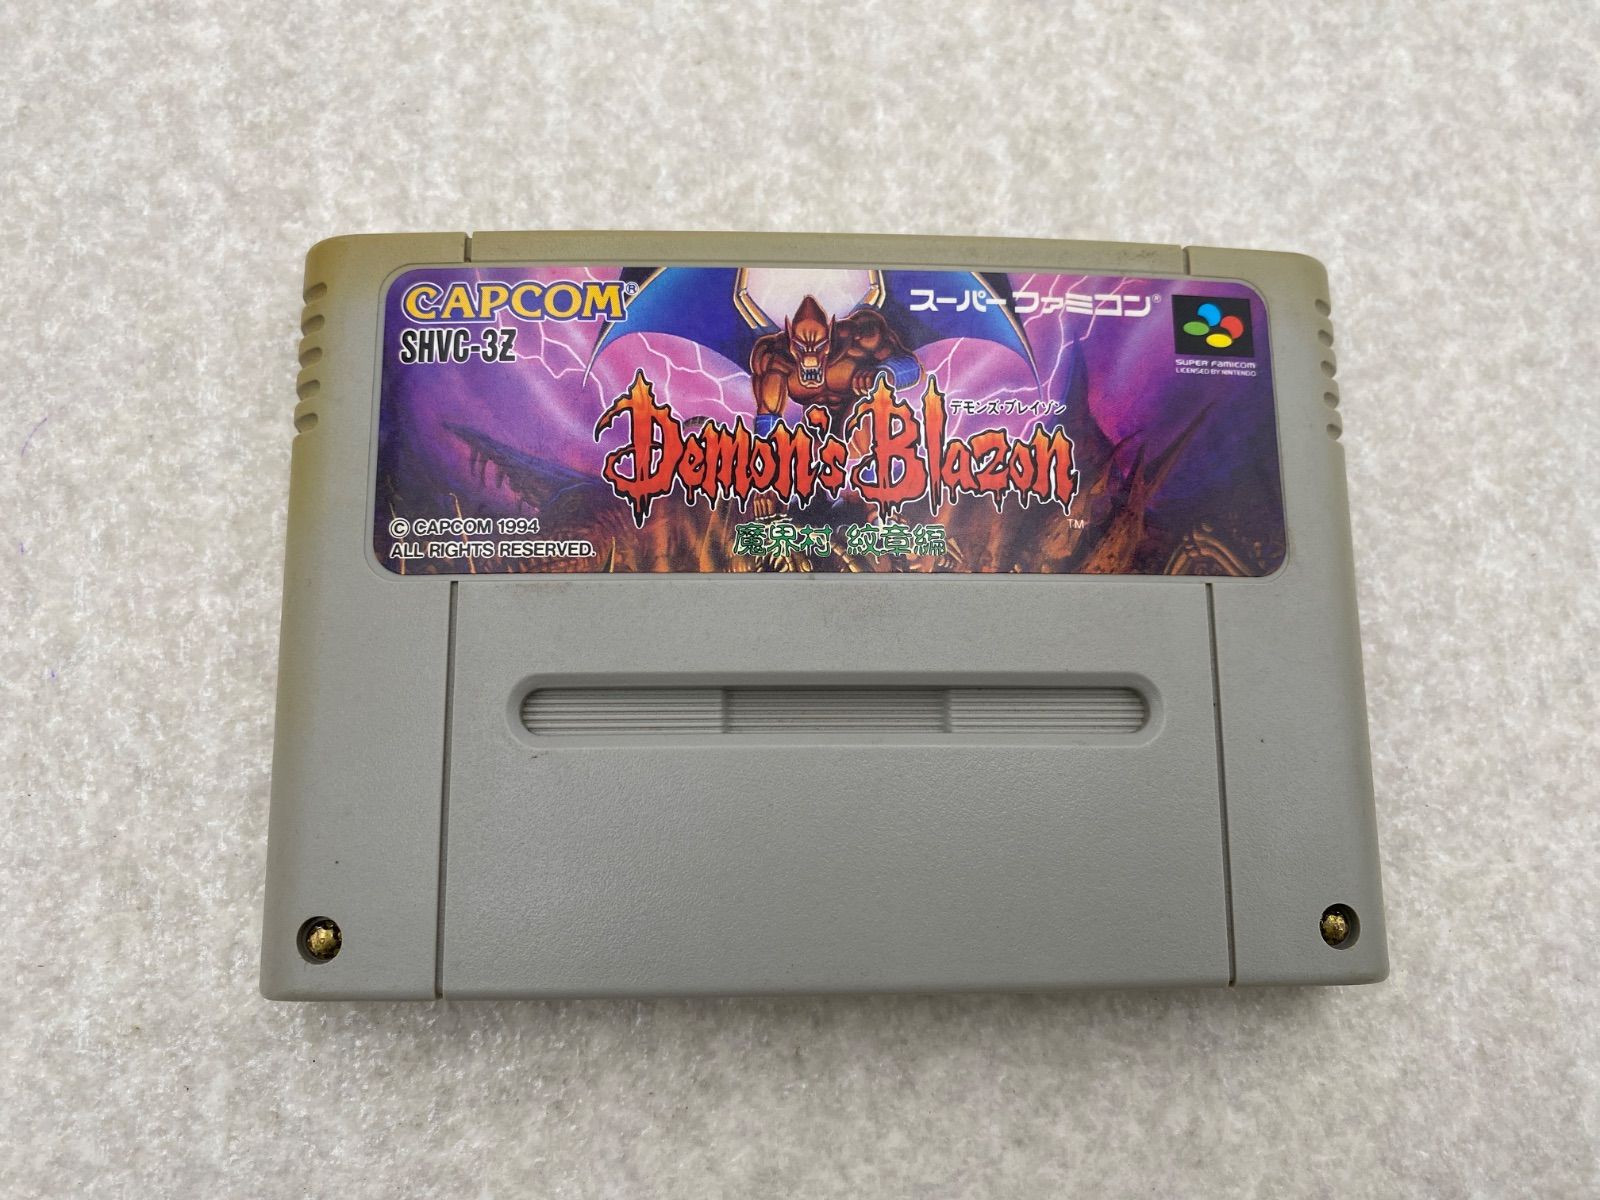 CAPCOM®
SHVC-3Z
スーパーファミコン®
SUPER FAMICOM
LICENSED BY NINTENDO
デモンズ・ブレイゾン
Demon's Blazon
TM
魔界村 紋章編
© CAPCOM 1994
ALL RIGHTS RESERVED.